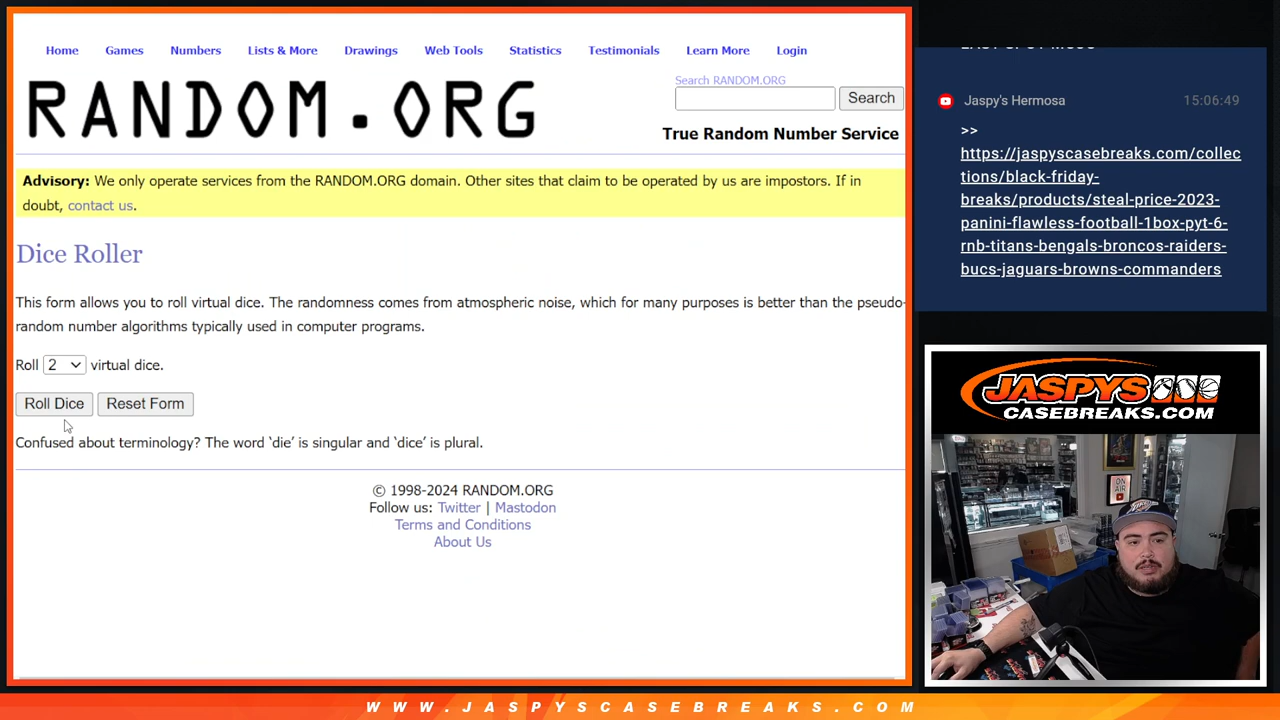 Home Games Numbers Lists & More Drawings Web Tools Statistics Testimonials Learn More Login
RANDOM.ORG
Search RANDOM.ORG
Search
True Random Number Service
Advisory: We only operate services from the RANDOM.ORG domain. Other sites that claim to be operated by us are impostors. If in
doubt, contact us.
Dice Roller
This form allows you to roll virtual dice. The randomness comes from atmospheric noise, which for many purposes is better than the pseudo-
random number algorithms typically used in computer programs.
Roll 2 virtual dice.
Roll Dice Reset Form
Confused about terminology? The word ‘die’ is singular and ‘dice’ is plural.
© 1998-2024 RANDOM.ORG
Follow us: Twitter | Mastodon
Terms and Conditions
About Us
Jaspy's Hermosa 15:06:49
>>
https://jaspyscasebreaks.com/collec
tions/black-friday-
breaks/products/steal-price-2023-
panini-flawless-football-1box-pyt-6-
rnb-titans-bengals-broncos-raiders-
bucs-jaguars-browns-commanders
JASPYS
CASEBREAKS.COM
ON
AIR
WWW.JASPYSCASEBREAKS.COM